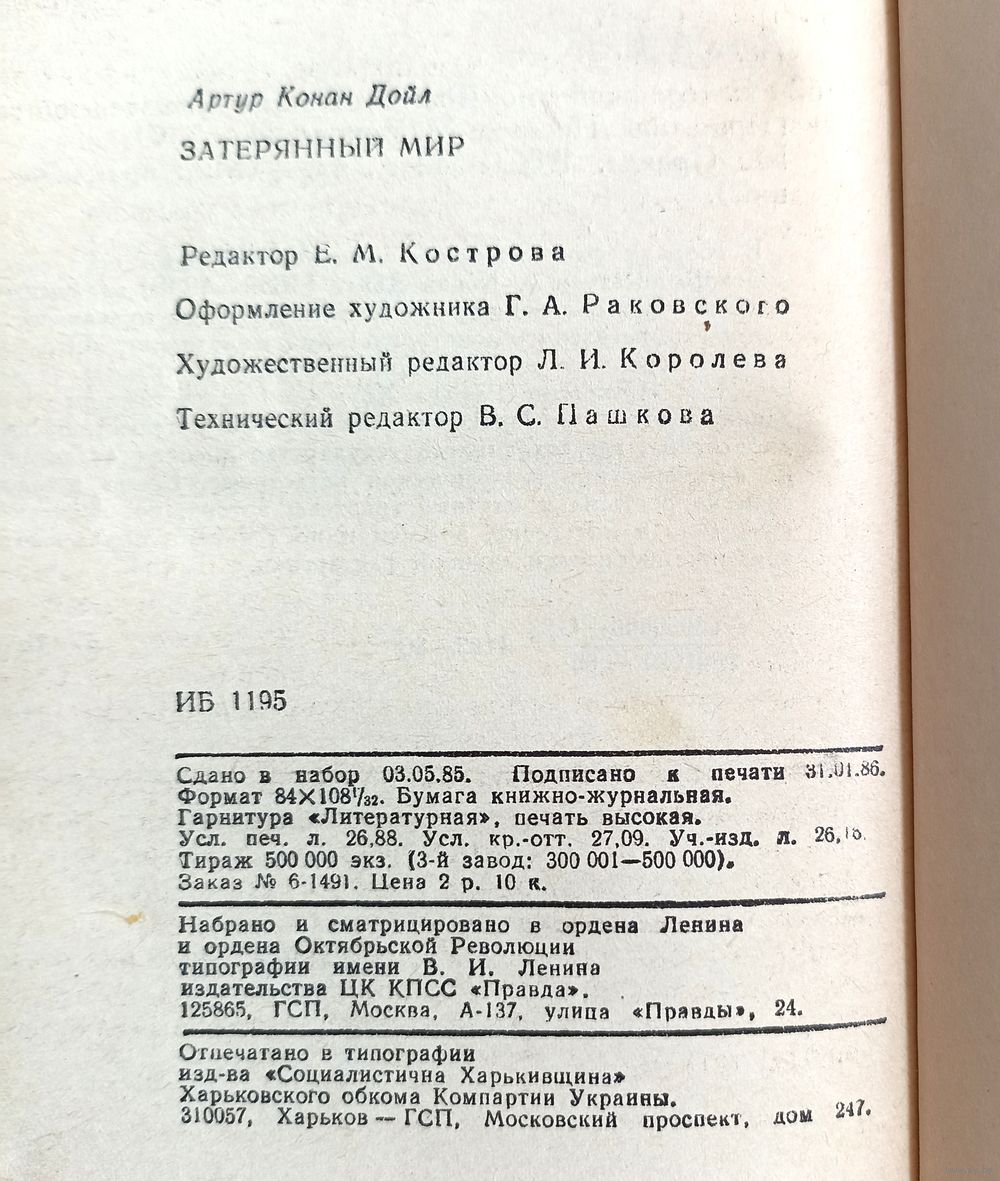 Артур Конан Дойл
ЗАТЕРЯННЫЙ МИР
Редактор Е. М. Кострова
Оформление художника Г. А. Раковского
Художественный редактор Л. И. Королева
Технический редактор В. С. Пашкова
ИБ 1195
Сдано в набор 03.05.85. Подписано к печати 31.01.86.
Формат 84×108¹/₃₂. Бумага книжно-журнальная.
Гарнитура «Литературная», печать высокая.
Усл. печ. л. 26,88. Усл. кр.-отт. 27,09. Уч.-изд. л.
Тираж 500 000 экз. (3-й завод: 300 001—500 000).
Заказ № 6-1491. Цена 2 р. 10 к.
Набрано и сматрицировано в ордена Ленина
и ордена Октябрьской Революции
типографии имени В. И. Ленина
издательства ЦК КПСС «Правда».
125865, ГСП, Москва, А-137, улица «Правды», 24.
Отпечатано в типографии
изд-ва «Социалистична Харькивщина»
Харьковского обкома Компартии Украины.
310057, Харьков — ГСП, Московский проспект, дом 247.